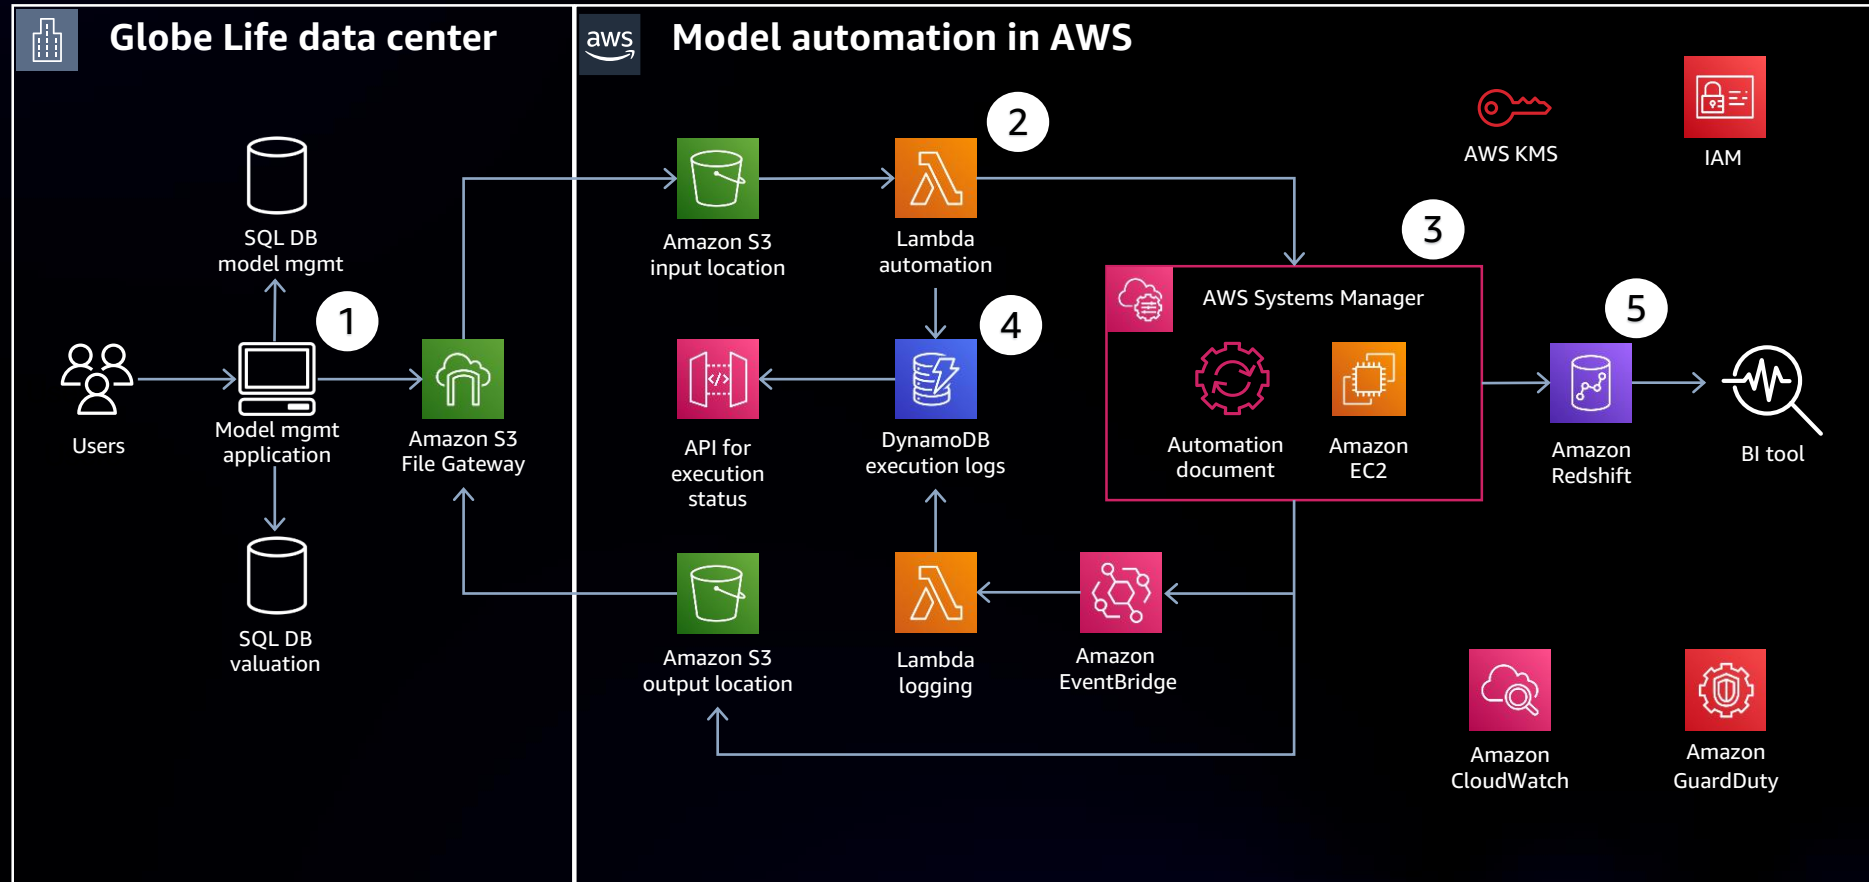 Globe Life data center
aws
Model automation in AWS
2
AWS KMS
IAM
SQL DB
model mgmt
Amazon S3
input location
Lambda
automation
3
1
4
AWS Systems Manager
5
Users
Model mgmt
application
Amazon S3
File Gateway
</>
API for
execution
status
DynamoDB
execution logs
Automation
document
Amazon
EC2
Amazon
Redshift
BI tool
SQL DB
valuation
Amazon S3
output location
Lambda
logging
Amazon
EventBridge
Amazon
CloudWatch
Amazon
GuardDuty